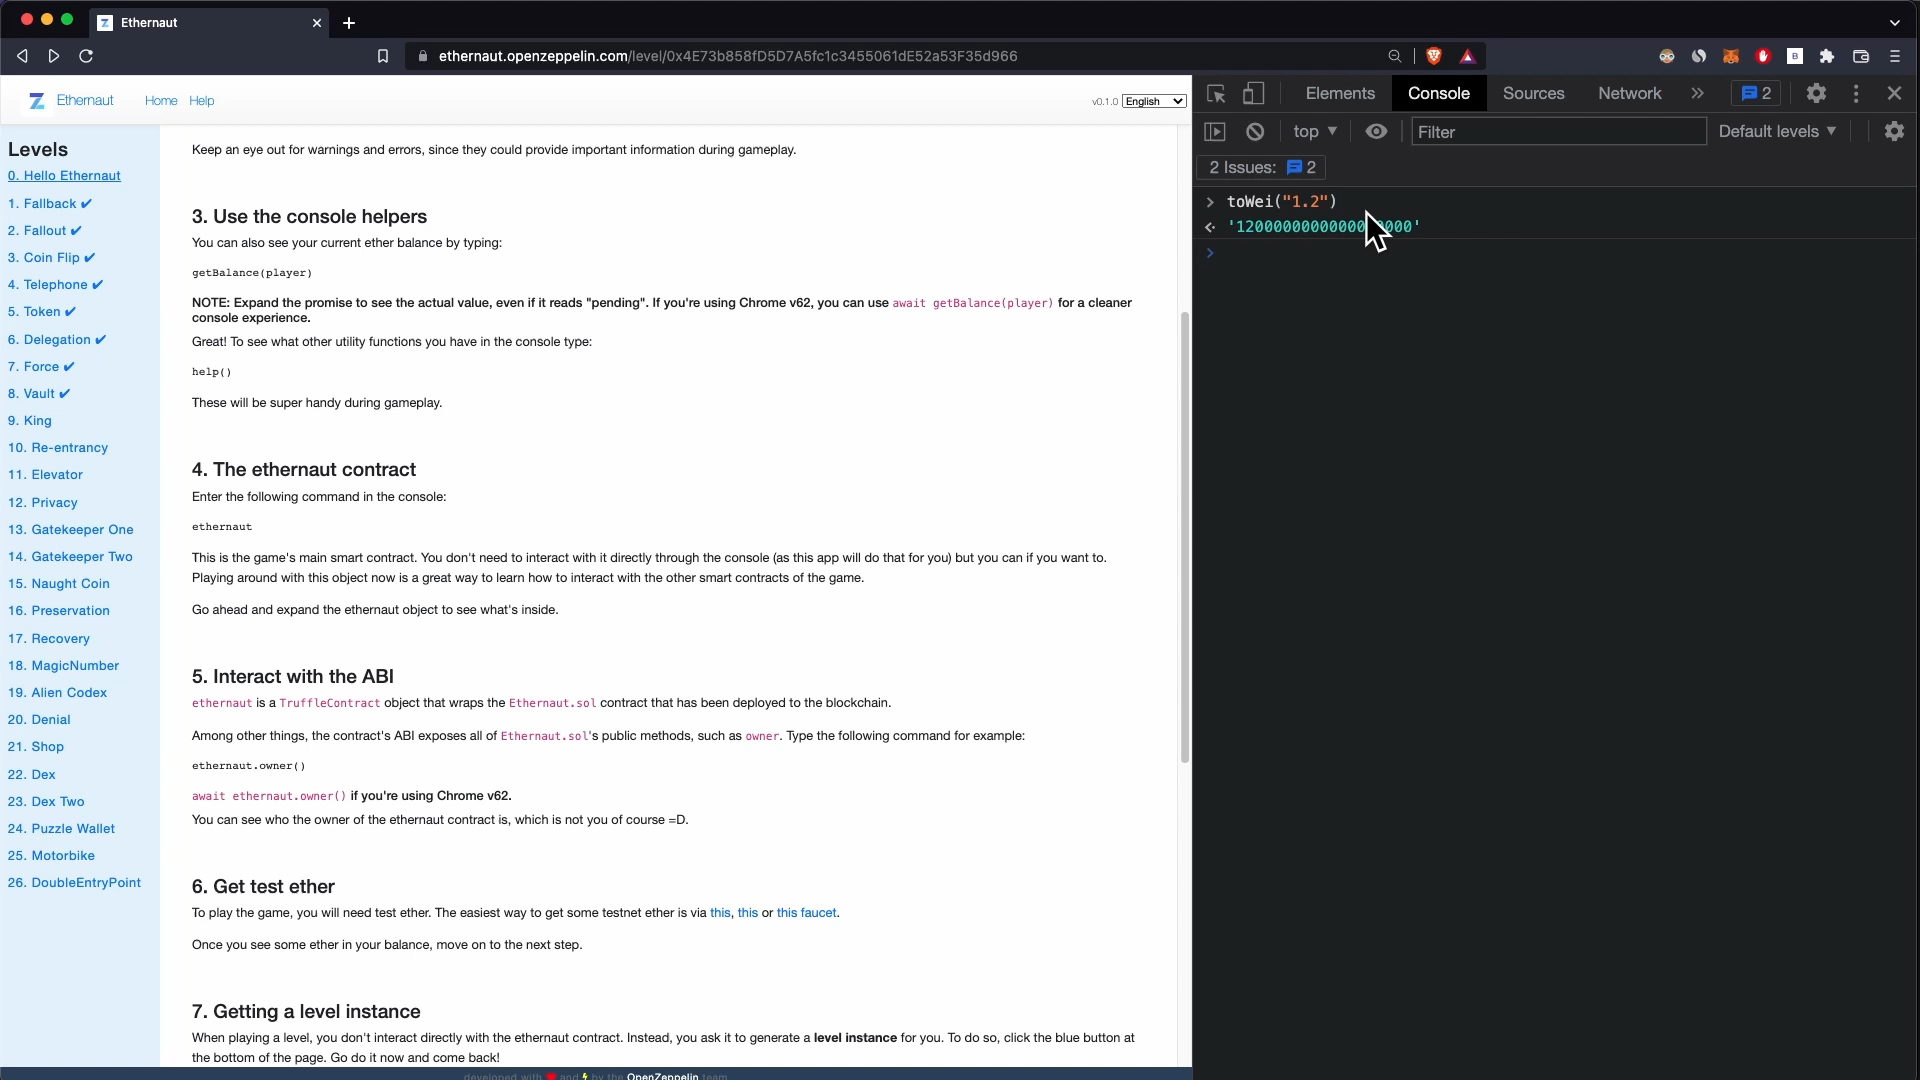 Ethernaut
ethernaut.openzeppelin.com/level/0x4E73b858fD5D7A5fc1c3455061dE52a53F35d966
Ethernaut Home Help
v0.1.0 English
Levels
0. Hello Ethernaut
1. Fallback ✔
2. Fallout ✔
3. Coin Flip ✔
4. Telephone ✔
5. Token ✔
6. Delegation ✔
7. Force ✔
8. Vault ✔
9. King
10. Re-entrancy
11. Elevator
12. Privacy
13. Gatekeeper One
14. Gatekeeper Two
15. Naught Coin
16. Preservation
17. Recovery
18. MagicNumber
19. Alien Codex
20. Denial
21. Shop
22. Dex
23. Dex Two
24. Puzzle Wallet
25. Motorbike
26. DoubleEntryPoint
Keep an eye out for warnings and errors, since they could provide important information during gameplay.
3. Use the console helpers
You can also see your current ether balance by typing:
getBalance(player)
NOTE: Expand the promise to see the actual value, even if it reads "pending". If you're using Chrome v62, you can use await getBalance(player) for a cleaner
console experience.
Great! To see what other utility functions you have in the console type:
help()
These will be super handy during gameplay.
4. The ethernaut contract
Enter the following command in the console:
ethernaut
This is the game's main smart contract. You don't need to interact with it directly through the console (as this app will do that for you) but you can if you want to.
Playing around with this object now is a great way to learn how to interact with the other smart contracts of the game.
Go ahead and expand the ethernaut object to see what's inside.
5. Interact with the ABI
ethernaut is a TruffleContract object that wraps the Ethernaut.sol contract that has been deployed to the blockchain.
Among other things, the contract's ABI exposes all of Ethernaut.sol's public methods, such as owner. Type the following command for example:
ethernaut.owner()
await ethernaut.owner() if you're using Chrome v62.
You can see who the owner of the ethernaut contract is, which is not you of course =D.
6. Get test ether
To play the game, you will need test ether. The easiest way to get some testnet ether is via this, this or this faucet.
Once you see some ether in your balance, move on to the next step.
7. Getting a level instance
When playing a level, you don't interact directly with the ethernaut contract. Instead, you ask it to generate a level instance for you. To do so, click the blue button at
the bottom of the page. Go do it now and come back!
developed with and by the OpenZeppelin team
Elements Console Sources Network » 2
top Filter Default levels
2 Issues: 2
> toWei("1.2")